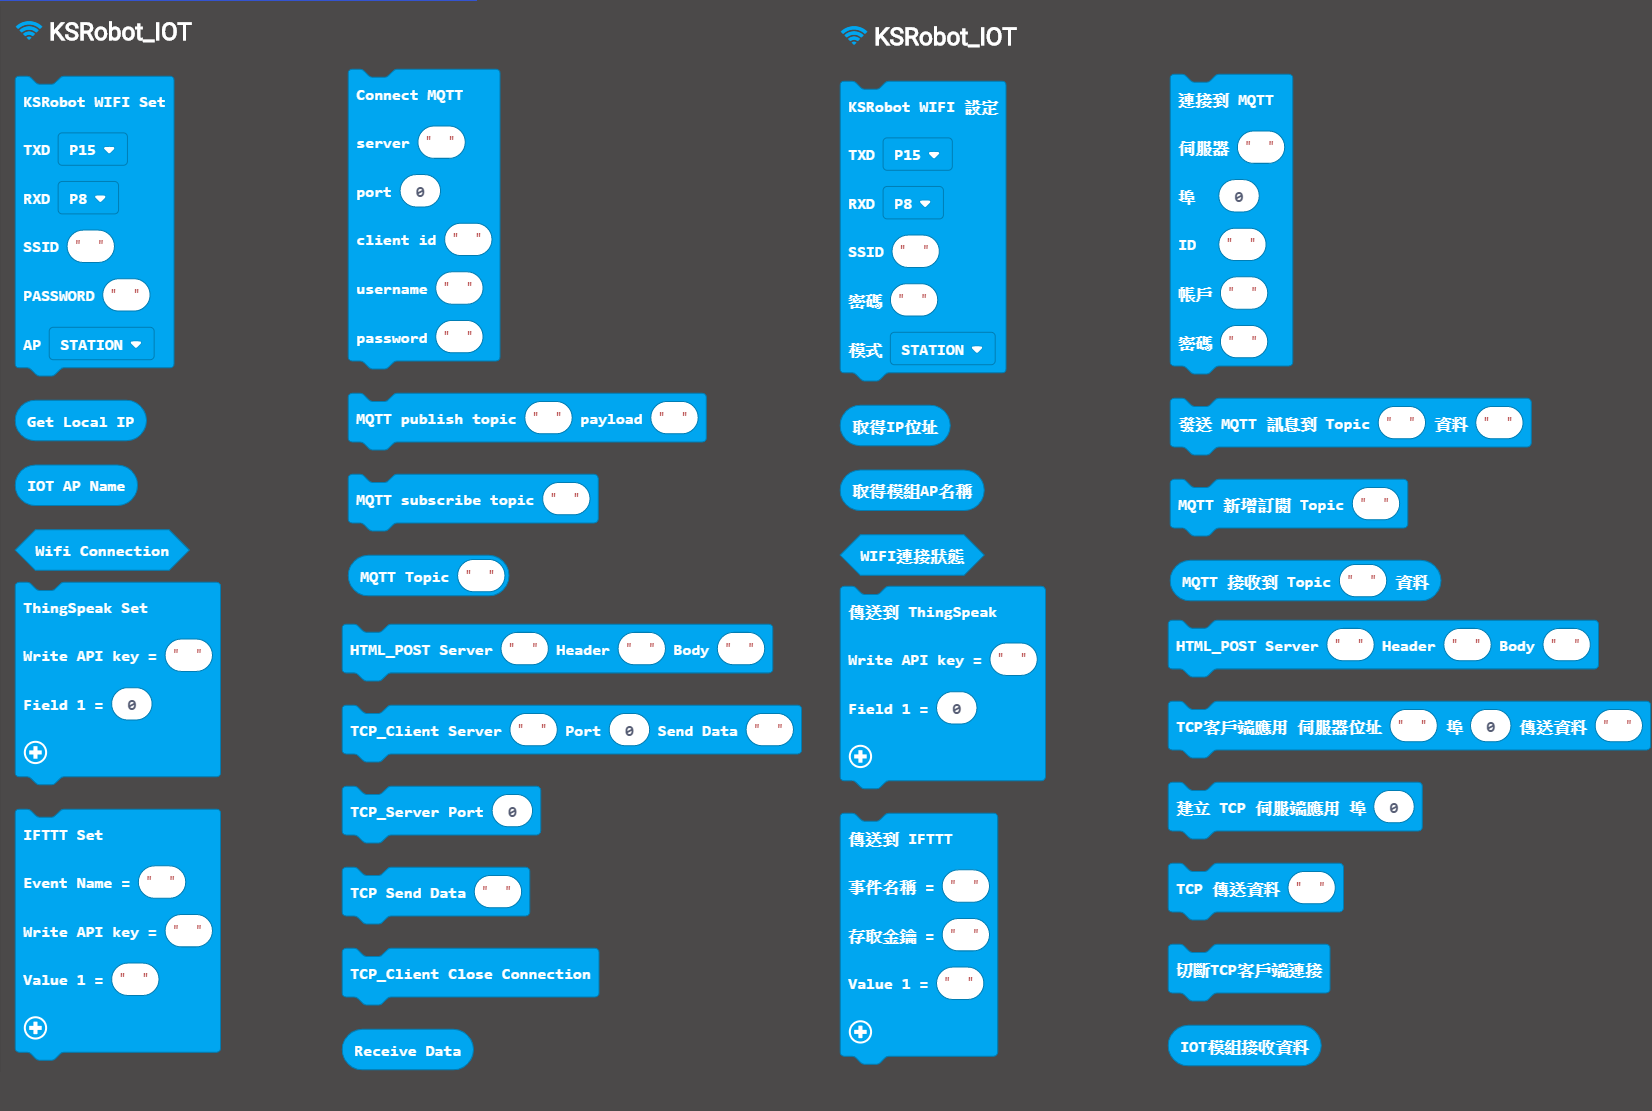 KSRobot_IOT
KSRobot WIFI Set
TXD P15
RXD P8
SSID " "
PASSWORD " "
AP STATION
Get Local IP
IOT AP Name
Wifi Connection
ThingSpeak Set
Write API key = " "
Field 1 = 0
IFTTT Set
Event Name = " "
Write API key = " "
Value 1 = " "
Connect MQTT
server " "
port 0
client id " "
username " "
password " "
MQTT publish topic " " payload " "
MQTT subscribe topic " "
MQTT Topic " "
HTML_POST Server " " Header " " Body " "
TCP_Client Server " " Port 0 Send Data " "
TCP_Server Port 0
TCP Send Data " "
TCP_Client Close Connection
Receive Data
KSRobot_IOT
KSRobot WIFI 設定
TXD P15
RXD P8
SSID " "
密碼 " "
模式 STATION
取得IP位址
取得模組AP名稱
WIFI連接狀態
傳送到 ThingSpeak
Write API key = " "
Field 1 = 0
傳送到 IFTTT
事件名稱 = " "
存取金鑰 = " "
Value 1 = " "
連接到 MQTT
伺服器 " "
埠 0
ID " "
帳戶 " "
密碼 " "
發送 MQTT 訊息到 Topic " " 資料 " "
MQTT 新增訂閱 Topic " "
MQTT 接收到 Topic " " 資料
HTML_POST Server " " Header " " Body " "
TCP客戶端應用 伺服器位址 " " 埠 0 傳送資料 " "
建立 TCP 伺服端應用 埠 0
TCP 傳送資料 " "
切斷TCP客戶端連接
IOT模組接收資料